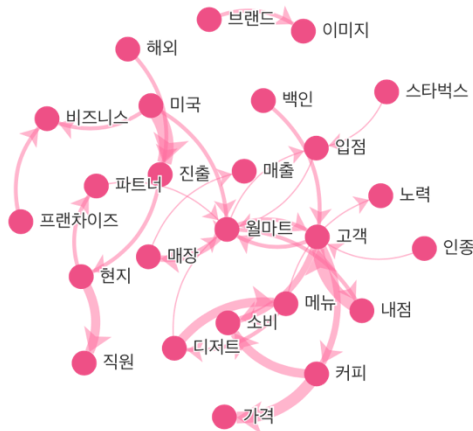 브랜드
이미지
해외
스타벅스
미국
백인
비즈니스
입점
진출
매출
파트너
노력
프랜차이즈
월마트
고객
인종
매장
현지
메뉴
내점
소비
디저트
직원
커피
가격